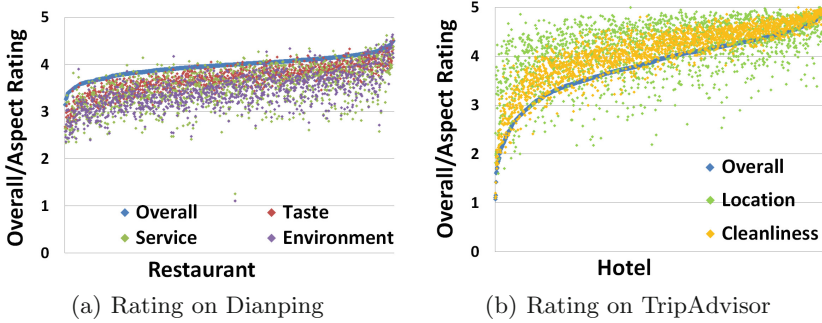 Overall/Aspect Rating
5
4
3
2
1
0
Overall
Taste
Service
Environment
Restaurant
(a) Rating on Dianping
Overall/Aspect Rating
5
4
3
2
1
0
Overall
Location
Cleanliness
Hotel
(b) Rating on TripAdvisor